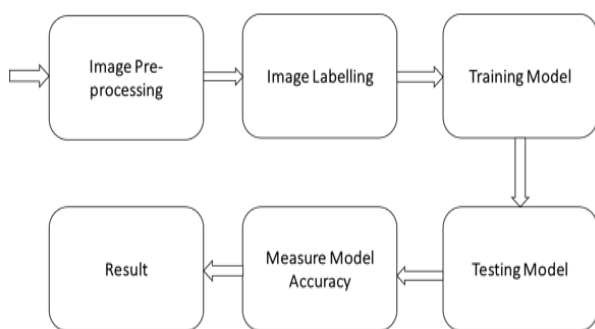 Image Pre-
processing
Image Labelling
Training Model
Testing Model
Measure Model
Accuracy
Result